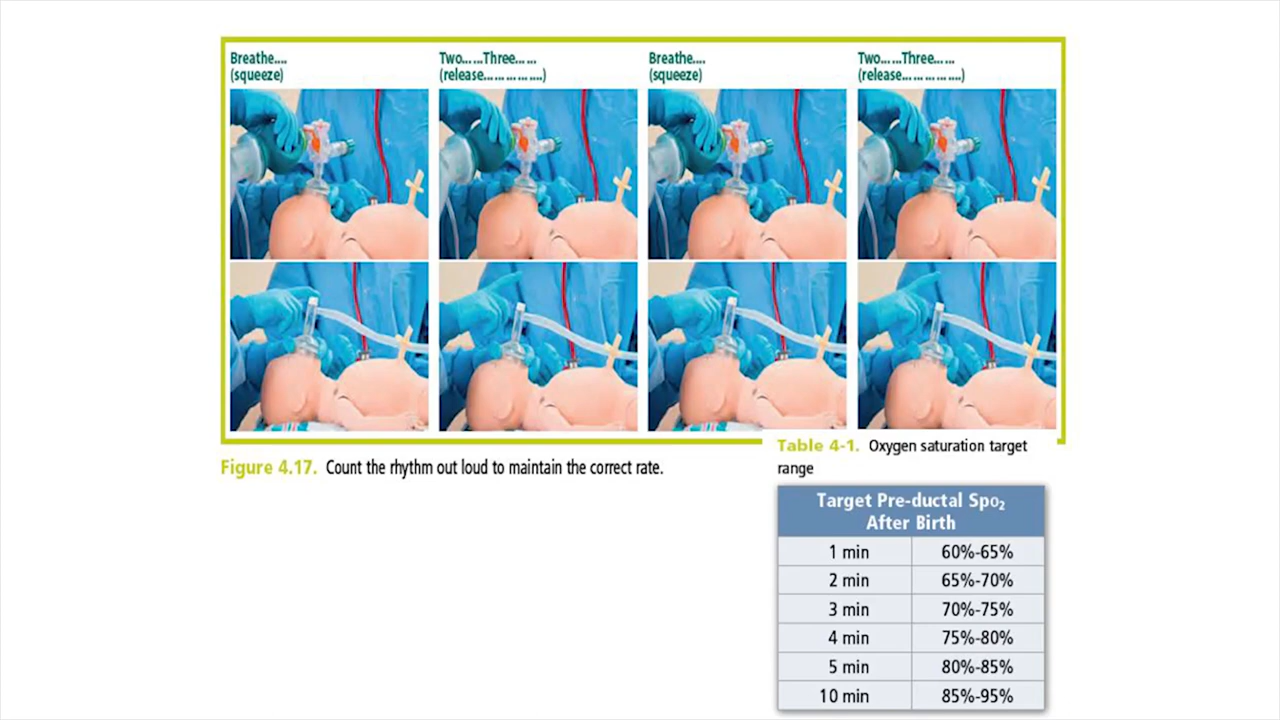 Breathe....
(squeeze)
Two... ...Three... ...
(release... ... ... ... ....)
Breathe....
(squeeze)
Two... ...Three... ...
(release... ... ... ... ....)
Figure 4.17. Count the rhythm out loud to maintain the correct rate.
Table 4-1. Oxygen saturation target
range
Target Pre-ductal Spo₂
After Birth
1 min 60%-65%
2 min 65%-70%
3 min 70%-75%
4 min 75%-80%
5 min 80%-85%
10 min 85%-95%